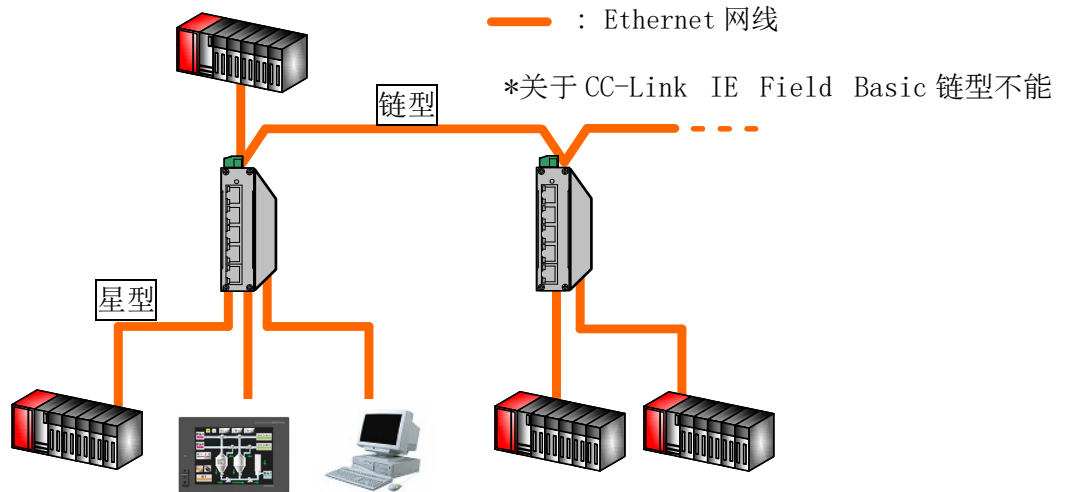 : Ethernet 网线
*关于 CC-Link IE Field Basic 链型不能
链型
星型